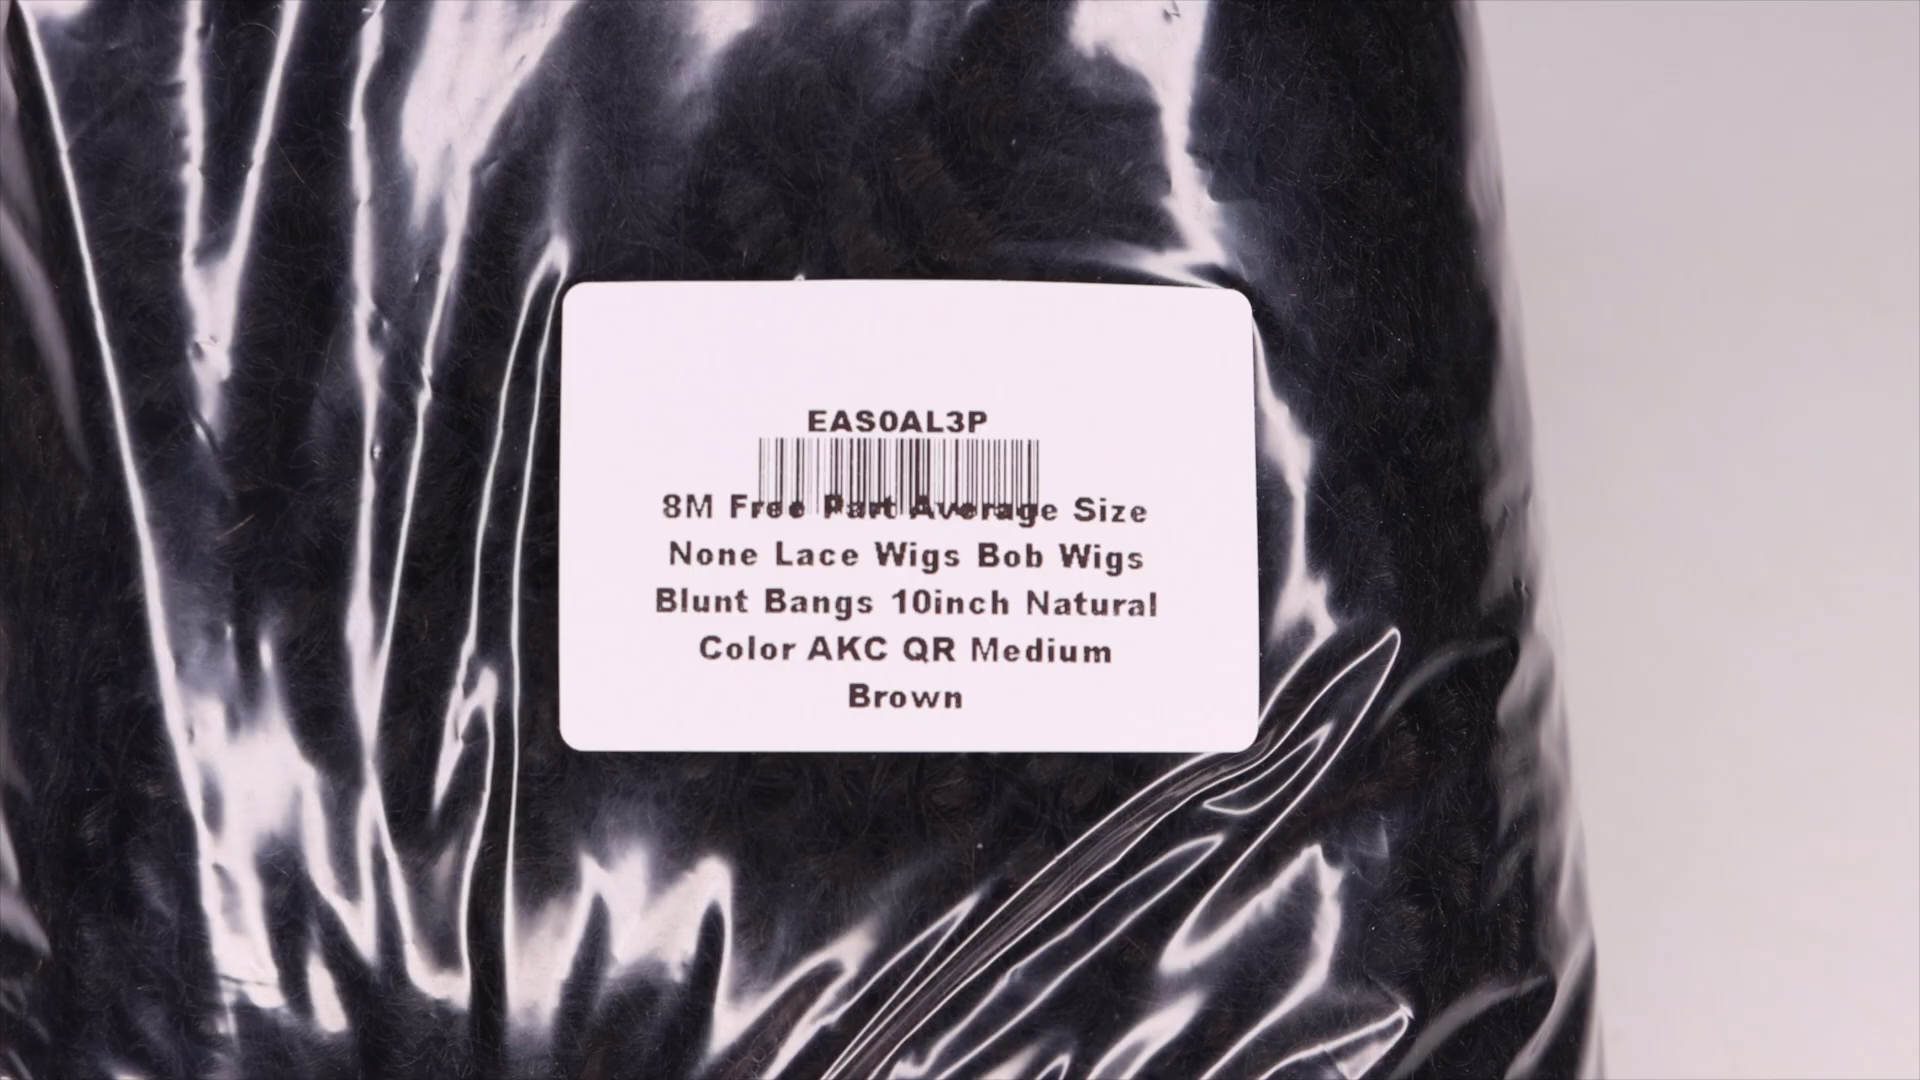 EAS0AL3P
8M Free Part Average Size
None Lace Wigs Bob Wigs
Blunt Bangs 10inch Natural
Color AKC QR Medium
Brown